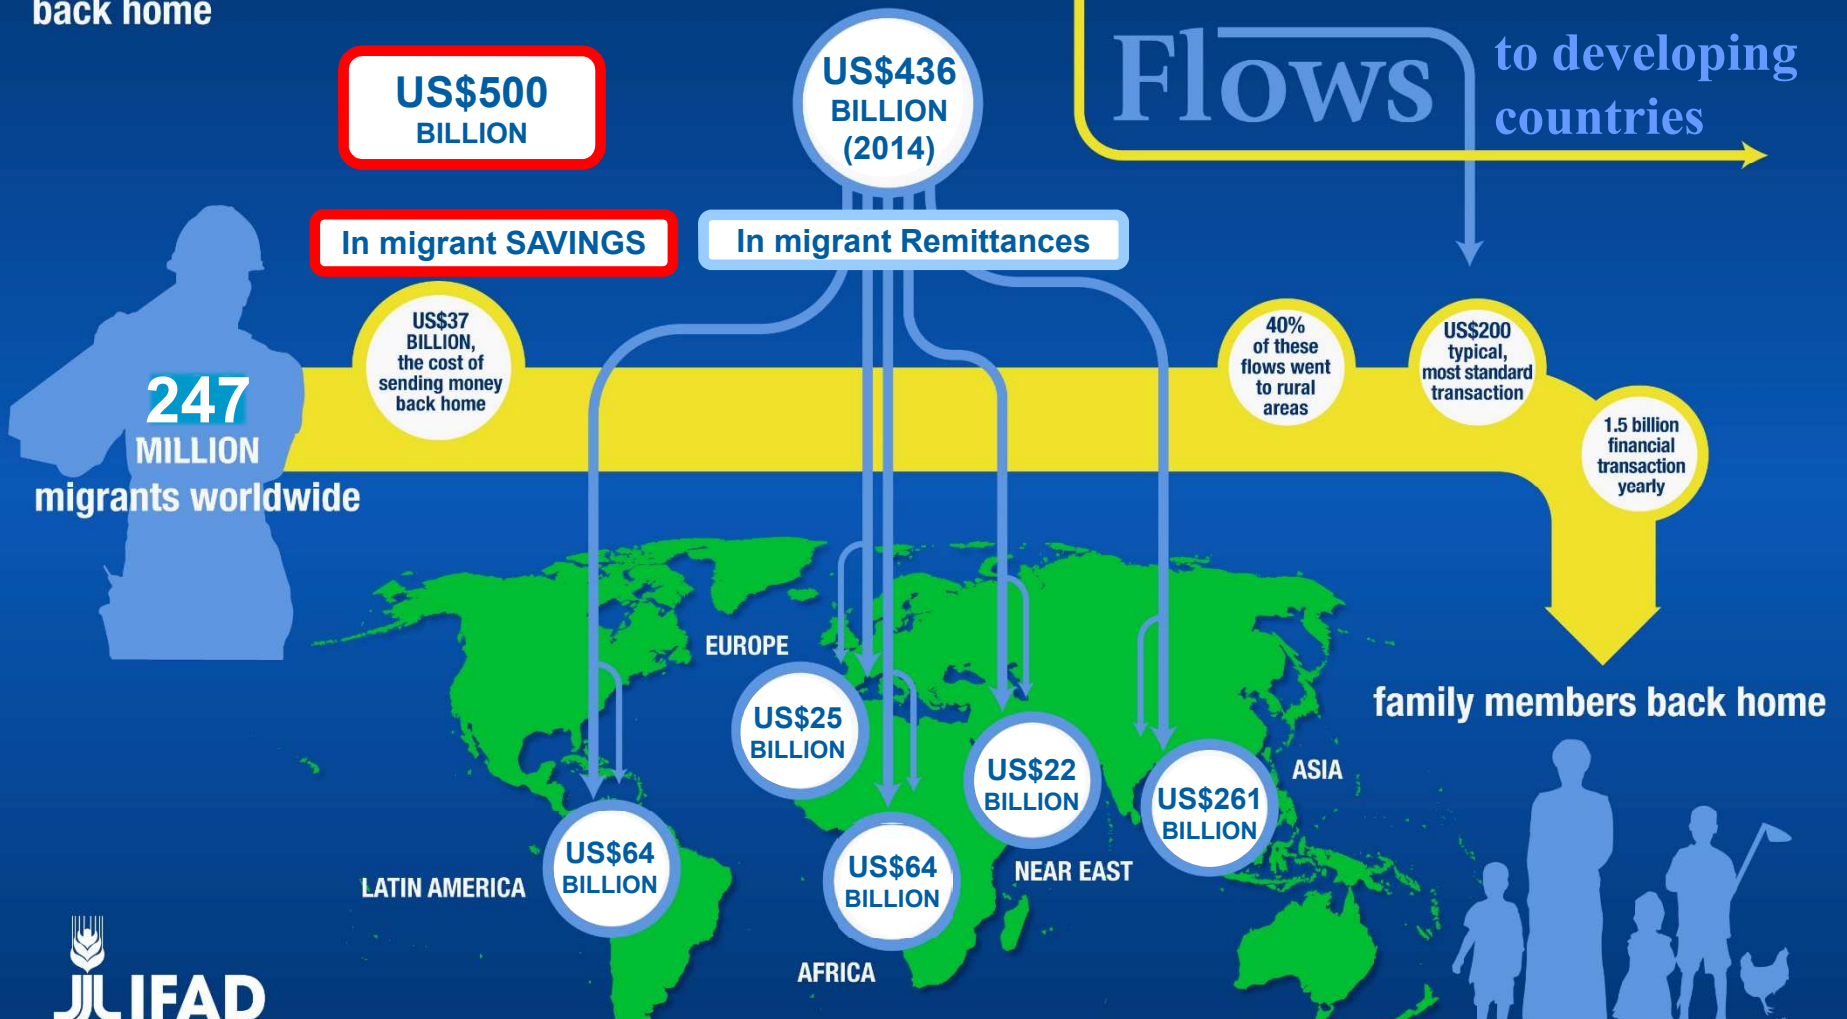 back home
Flows
to developing
countries
US$500
BILLION
In migrant SAVINGS
US$436
BILLION
(2014)
In migrant Remittances
247
MILLION
migrants worldwide
US$37
BILLION,
the cost of
sending money
back home
40%
of these
flows went
to rural
areas
US$200
typical,
most standard
transaction
1.5 billion
financial
transaction
yearly
family members back home
EUROPE
US$25
BILLION
US$22
BILLION
NEAR EAST
ASIA
US$261
BILLION
LATIN AMERICA
US$64
BILLION
US$64
BILLION
AFRICA
JLIFAD